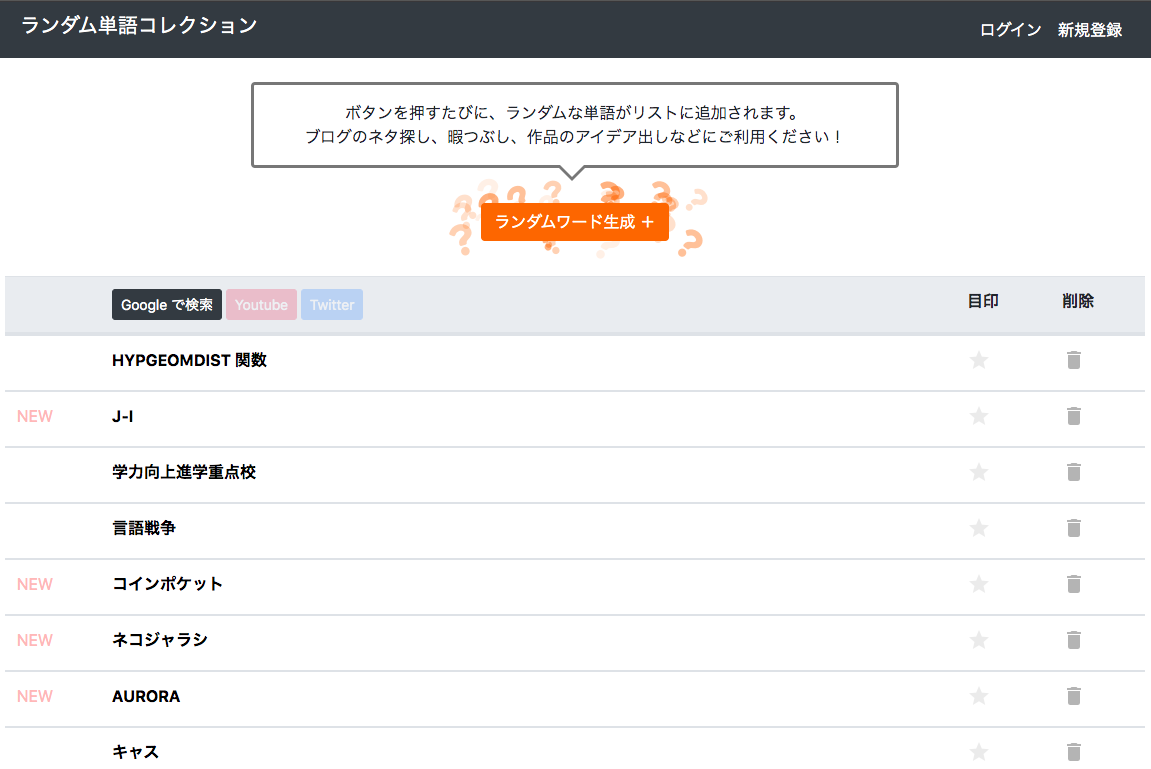 ランダム単語コレクション
ログイン 新規登録
ボタンを押すたびに、ランダムな単語がリストに追加されます。
ブログのネタ探し、暇つぶし、作品のアイデア出しなどにご利用ください！
ランダムワード生成 ＋
Google で検索 Youtube Twitter 目印 削除
HYPGEOMDIST 関数
NEW J-I
学力向上進学重点校
言語戦争
NEW コインポケット
NEW ネコジャラシ
NEW AURORA
キャス